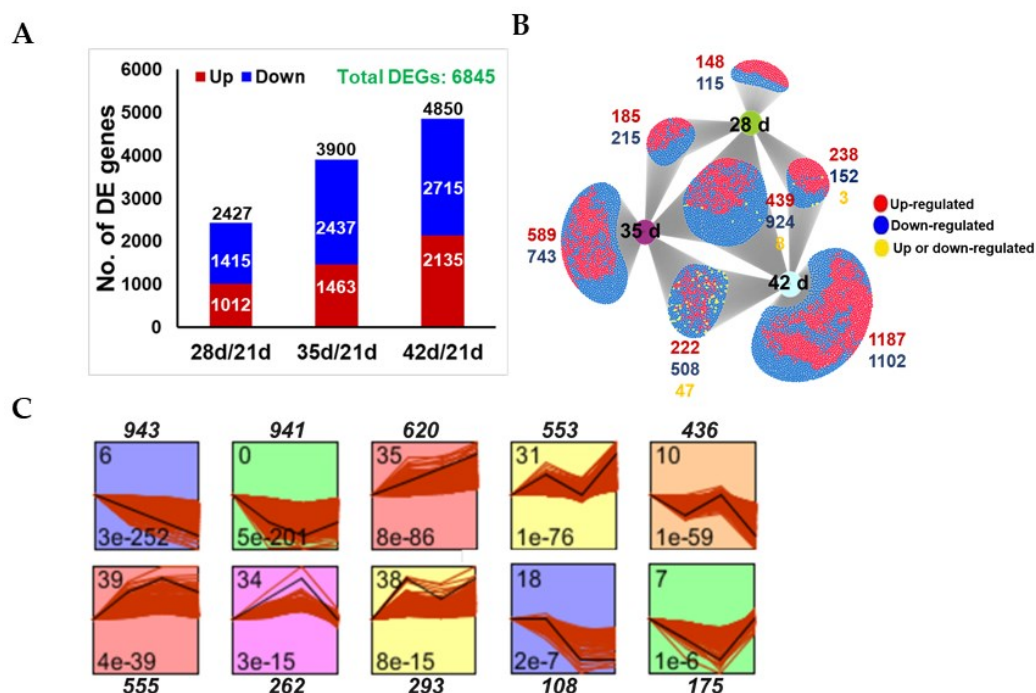 A
No. of DE genes
6000
5000
4000
3000
2000
1000
0
Up Down
Total DEGs: 6845
2427
1415
1012
3900
2437
1463
4850
2715
2135
28d/21d 35d/21d 42d/21d
B
148
115
185
215
28 d
238
152
3
439
924
8
589
743
35 d
42 d
222
508
47
1187
1102
Up-regulated
Down-regulated
Up or down-regulated
C
943 941 620 553 436
6 0 35 31 10
3e-252 5e-201 8e-86 1e-76 1e-59
39 34 38 18 7
4e-39 3e-15 8e-15 2e-7 1e-6
555 262 293 108 175